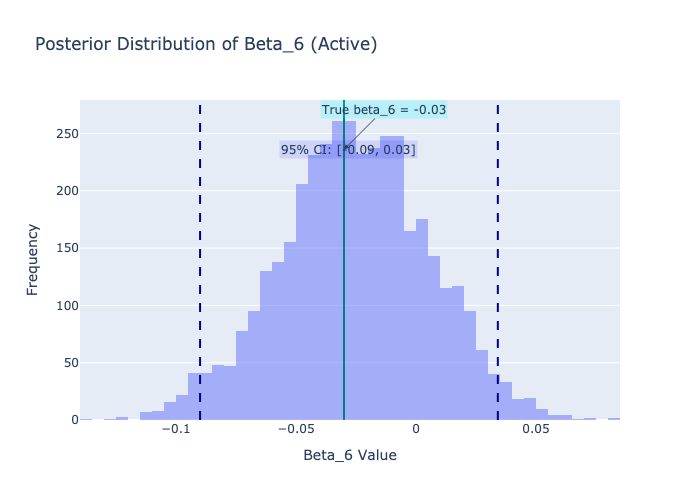 Posterior Distribution of Beta_6 (Active)
True beta_6 = -0.03
95% CI: [-0.09, 0.03]
250
200
150
100
50
0
Frequency
−0.1
−0.05
0
0.05
Beta_6 Value